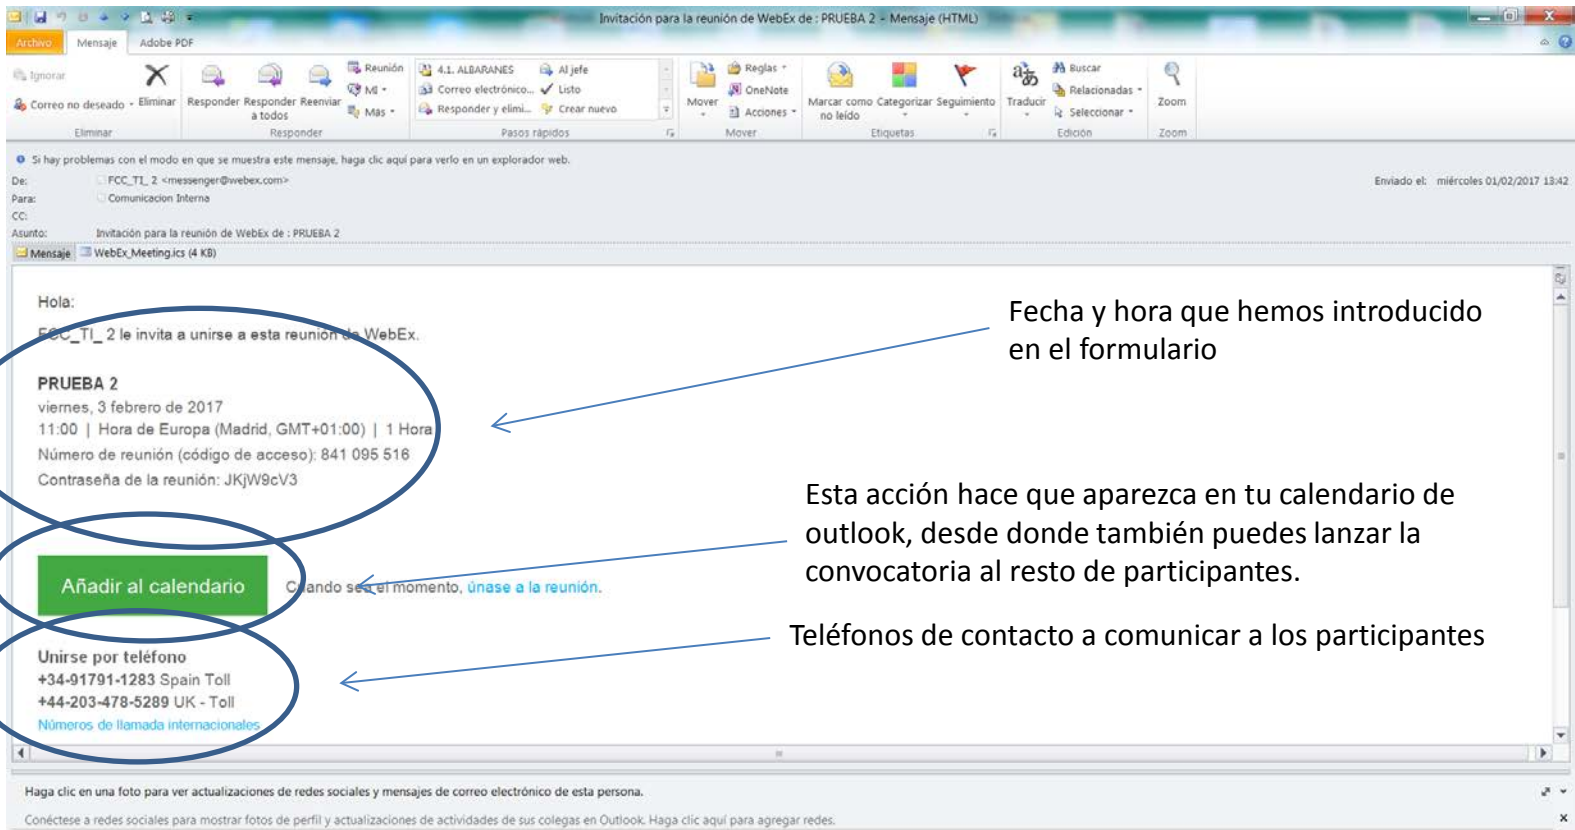 Invitación para la reunión de WebEx de : PRUEBA 2 - Mensaje (HTML)
Archivo Mensaje Adobe PDF
Ignorar
Correo no deseado
Eliminar
Responder
Responder a todos
Reenviar
Reunión
MI
Más
4.1. ALBARANES
Al jefe
Correo electrónico...
Listo
Responder y elimi...
Crear nuevo
Mover
Reglas
OneNote
Acciones
Marcar como no leído
Categorizar
Seguimiento
Traducir
Buscar
Relacionadas
Seleccionar
Zoom
Eliminar Responder Pasos rápidos Mover Etiquetas Edición Zoom
Si hay problemas con el modo en que se muestra este mensaje, haga clic aquí para verlo en un explorador web.
De: FCC_TI_ 2 <messenger@webex.com>
Enviado el: miércoles 01/02/2017 13:42
Para: Comunicacion Interna
CC:
Asunto: Invitación para la reunión de WebEx de : PRUEBA 2
Mensaje WebEx_Meeting.ics (4 KB)
Hola:
FCC_TI_ 2 le invita a unirse a esta reunión de WebEx.
PRUEBA 2
viernes, 3 febrero de 2017
11:00 | Hora de Europa (Madrid, GMT+01:00) | 1 Hora
Número de reunión (código de acceso): 841 095 516
Contraseña de la reunión: JKjW9cV3
Fecha y hora que hemos introducido
en el formulario
Esta acción hace que aparezca en tu calendario de
outlook, desde donde también puedes lanzar la
convocatoria al resto de participantes.
Añadir al calendario
Cuando sea el momento, únase a la reunión.
Teléfonos de contacto a comunicar a los participantes
Unirse por teléfono
+34-91791-1283 Spain Toll
+44-203-478-5289 UK - Toll
Números de llamada internacionales
Haga clic en una foto para ver actualizaciones de redes sociales y mensajes de correo electrónico de esta persona.
Conéctese a redes sociales para mostrar fotos de perfil y actualizaciones de actividades de sus colegas en Outlook. Haga clic aquí para agregar redes.